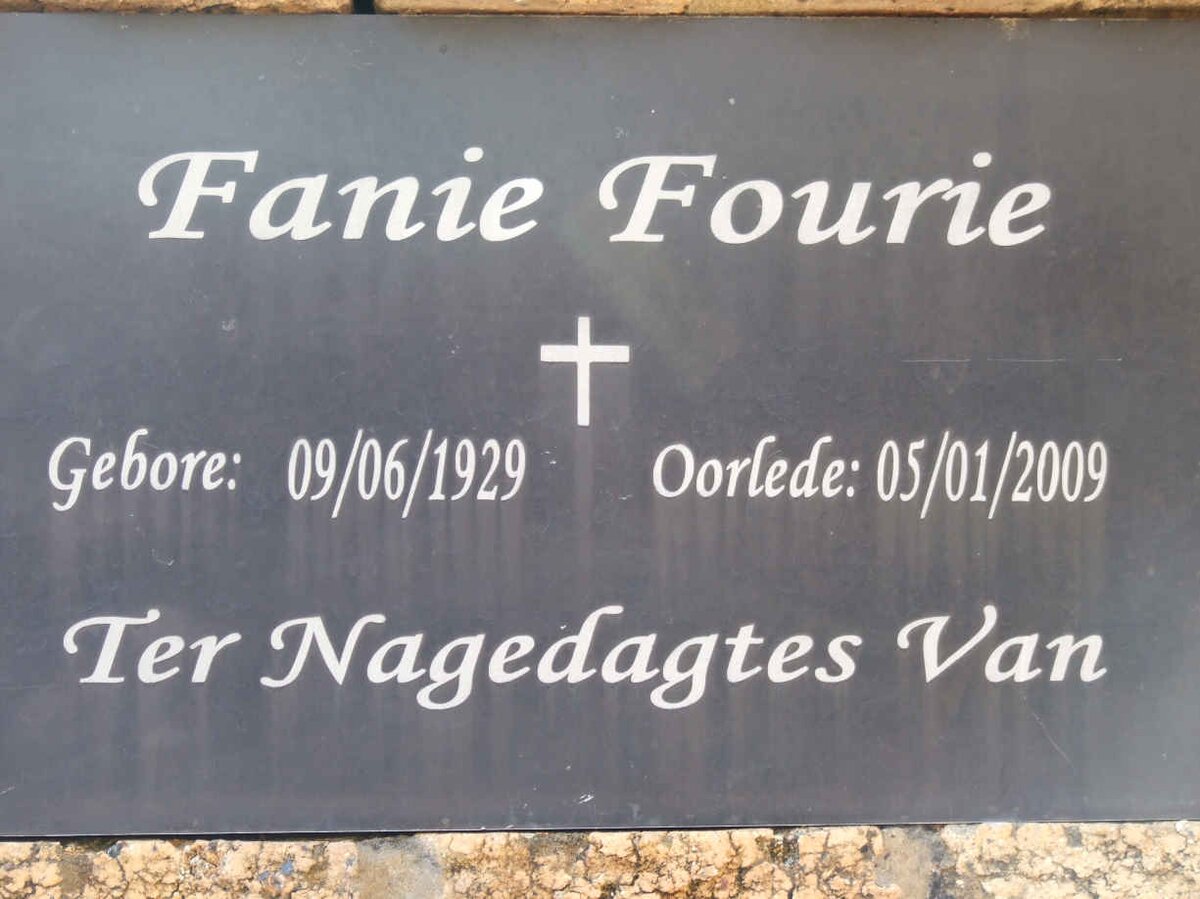 Fanie Fourie
Gebore: 09/06/1929 Oorlede: 05/01/2009
Ter Nagedagtes Van